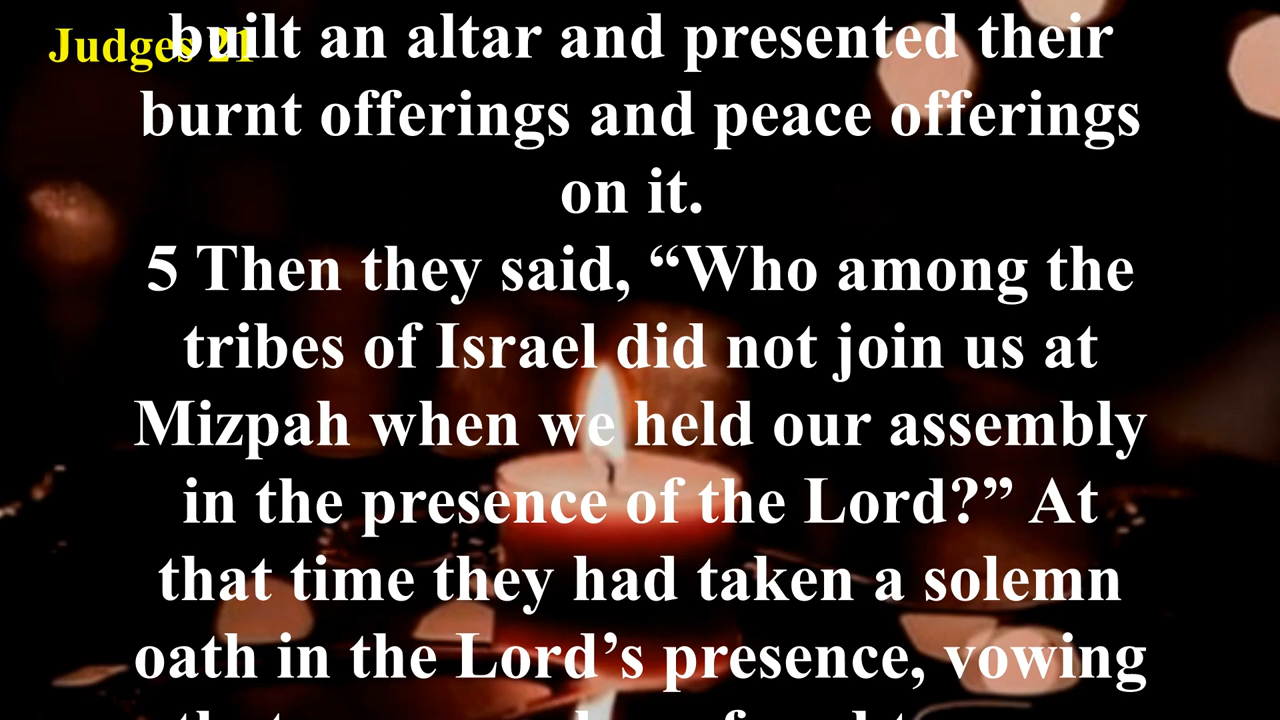 Judges 21
built an altar and presented their
burnt offerings and peace offerings
on it.
5 Then they said, “Who among the
tribes of Israel did not join us at
Mizpah when we held our assembly
in the presence of the Lord?” At
that time they had taken a solemn
oath in the Lord’s presence, vowing